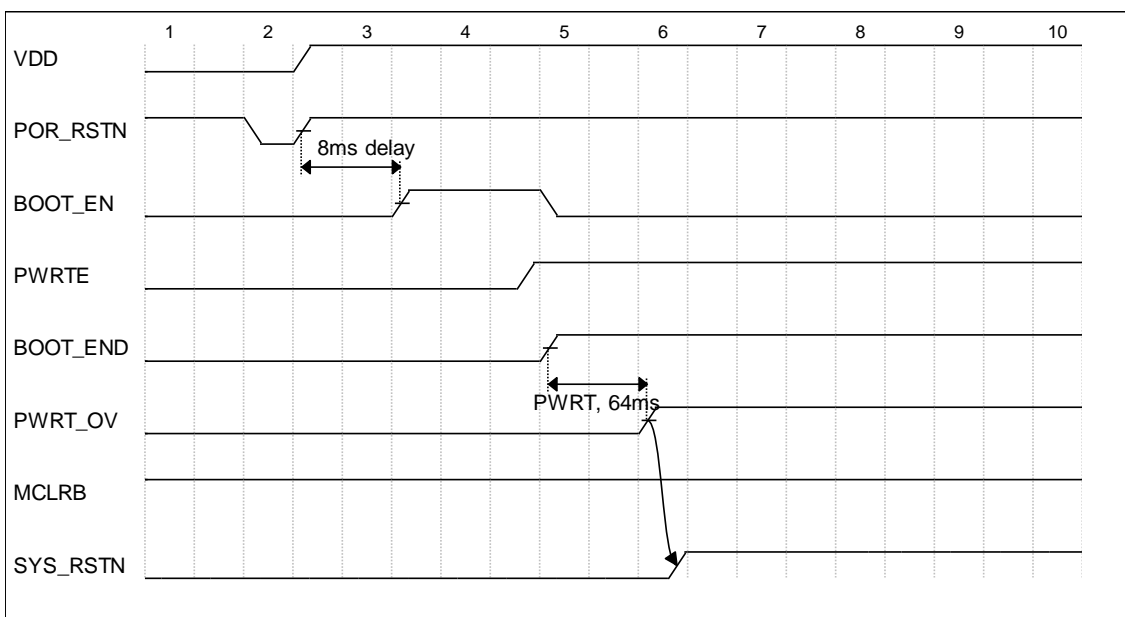 1 2 3 4 5 6 7 8 9 10
VDD
POR_RSTN
8ms delay
BOOT_EN
PWRTE
BOOT_END
PWRT, 64ms
PWRT_OV
MCLRB
SYS_RSTN